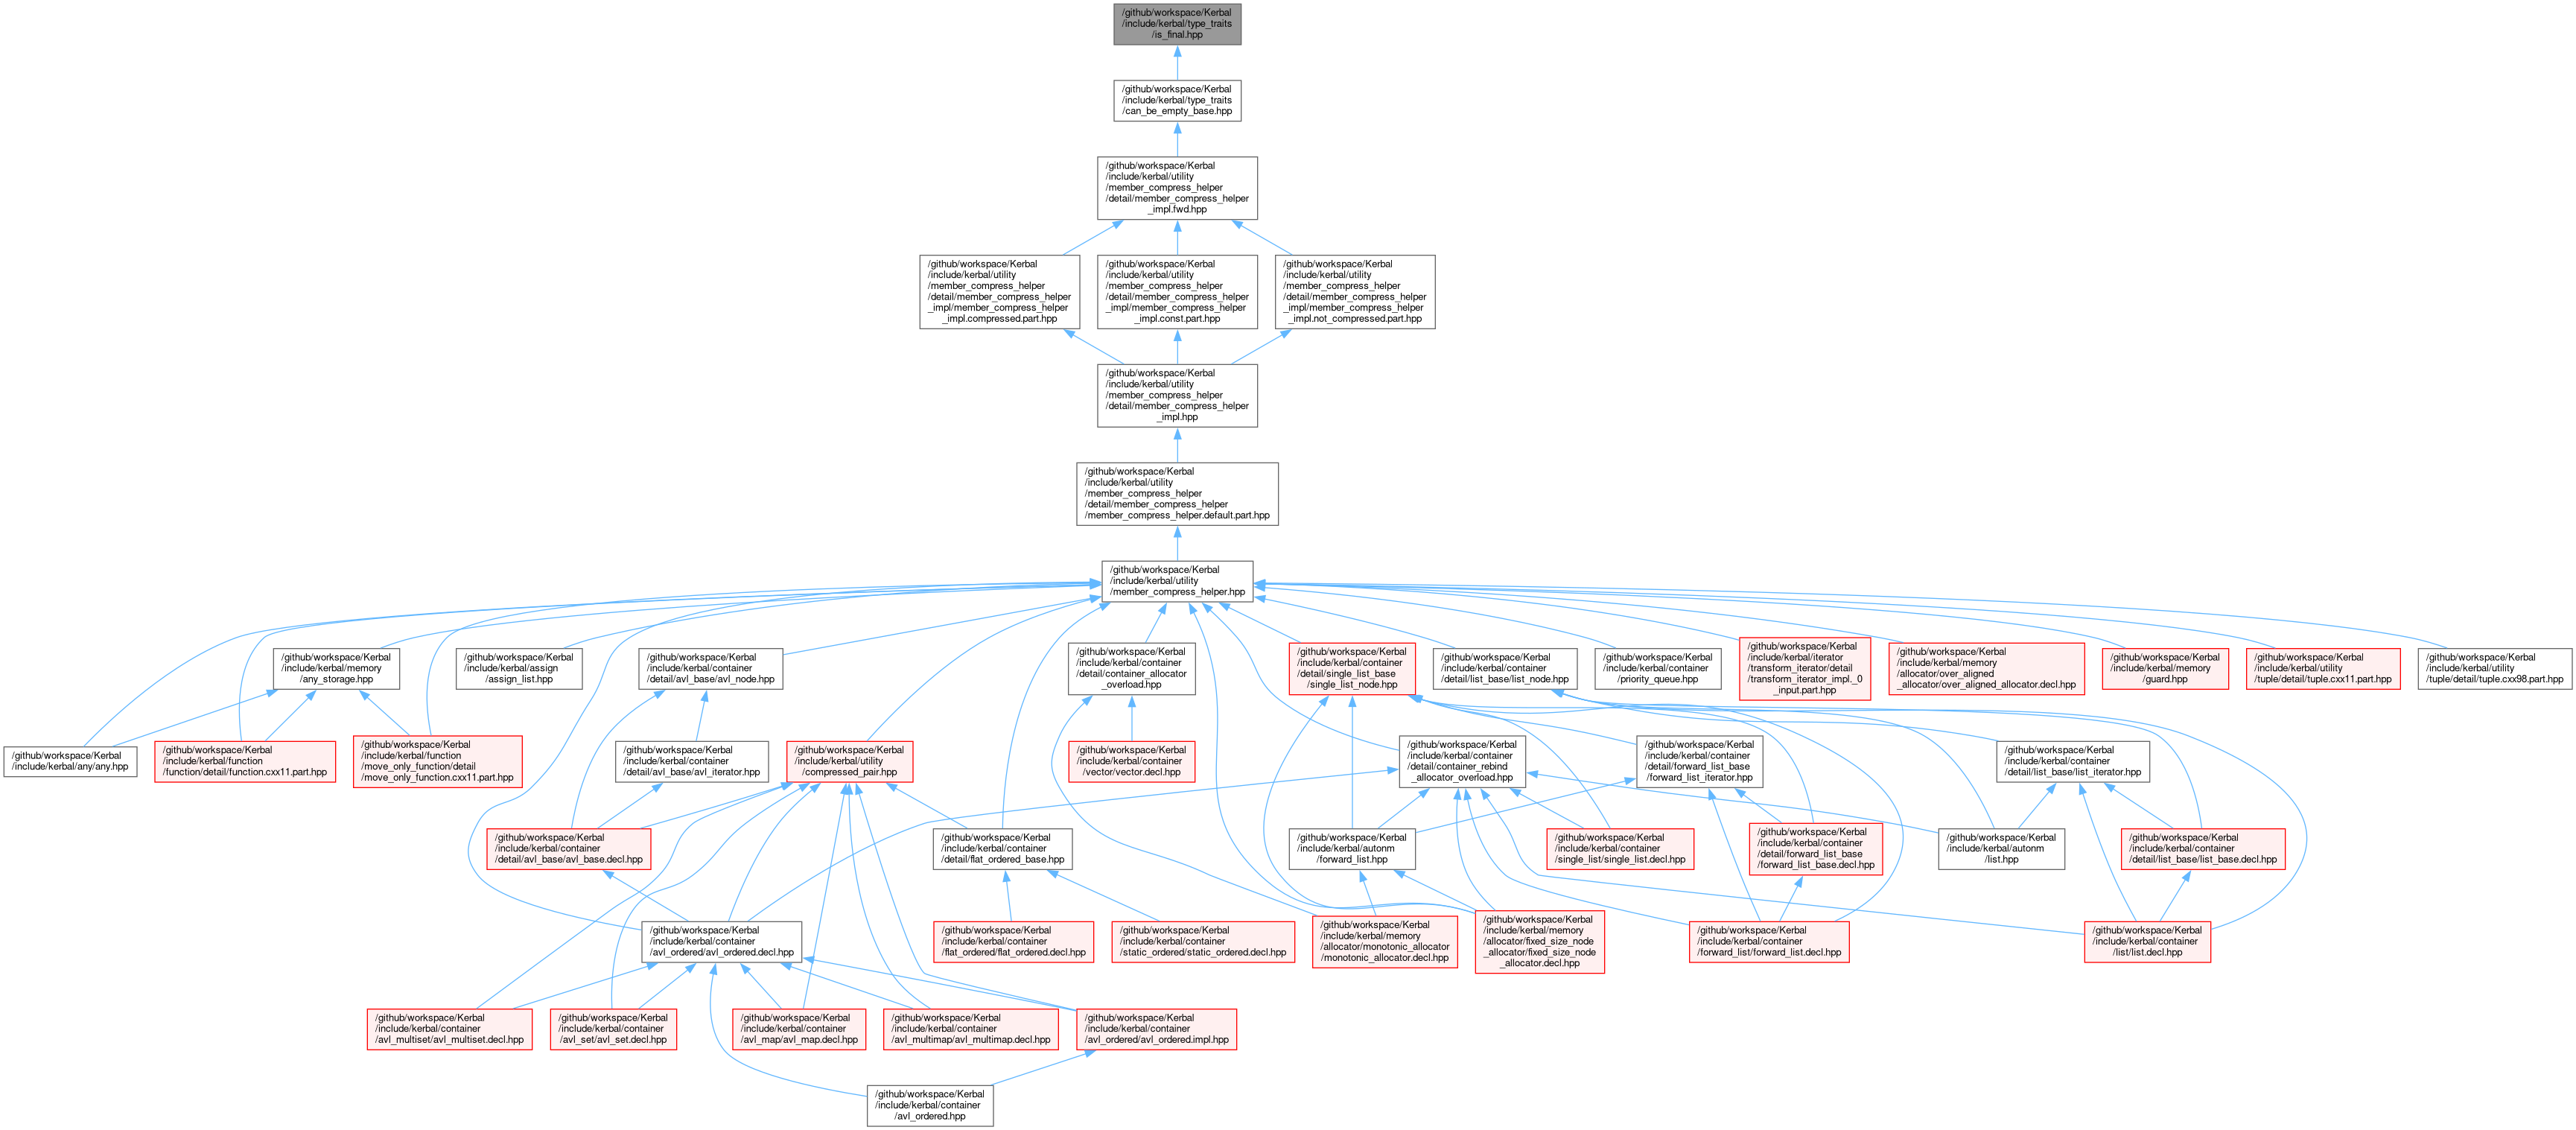 /github/workspace/Kerbal
/include/kerbal/type_traits
/is_final.hpp
/github/workspace/Kerbal
/include/kerbal/type_traits
/can_be_empty_base.hpp
/github/workspace/Kerbal
/include/kerbal/utility
/member_compress_helper
/detail/member_compress_helper
_impl.fwd.hpp
/github/workspace/Kerbal
/include/kerbal/utility
/member_compress_helper
/detail/member_compress_helper
_impl/member_compress_helper
_impl.compressed.part.hpp
/github/workspace/Kerbal
/include/kerbal/utility
/member_compress_helper
/detail/member_compress_helper
_impl/member_compress_helper
_impl.const.part.hpp
/github/workspace/Kerbal
/include/kerbal/utility
/member_compress_helper
/detail/member_compress_helper
_impl/member_compress_helper
_impl.not_compressed.part.hpp
/github/workspace/Kerbal
/include/kerbal/utility
/member_compress_helper
/detail/member_compress_helper
_impl.hpp
/github/workspace/Kerbal
/include/kerbal/utility
/member_compress_helper
/detail/member_compress_helper
/member_compress_helper.default.part.hpp
/github/workspace/Kerbal
/include/kerbal/utility
/member_compress_helper.hpp
/github/workspace/Kerbal
/include/kerbal/memory
/any_storage.hpp
/github/workspace/Kerbal
/include/kerbal/assign
/assign_list.hpp
/github/workspace/Kerbal
/include/kerbal/container
/detail/avl_base/avl_node.hpp
/github/workspace/Kerbal
/include/kerbal/container
/detail/container_allocator
_overload.hpp
/github/workspace/Kerbal
/include/kerbal/container
/detail/single_list_base
/single_list_node.hpp
/github/workspace/Kerbal
/include/kerbal/container
/detail/list_base/list_node.hpp
/github/workspace/Kerbal
/include/kerbal/container
/priority_queue.hpp
/github/workspace/Kerbal
/include/kerbal/iterator
/transform_iterator/detail
/transform_iterator_impl._0
_input.part.hpp
/github/workspace/Kerbal
/include/kerbal/memory
/allocator/over_aligned
_allocator/over_aligned_allocator.decl.hpp
/github/workspace/Kerbal
/include/kerbal/memory
/guard.hpp
/github/workspace/Kerbal
/include/kerbal/utility
/tuple/detail/tuple.cxx11.part.hpp
/github/workspace/Kerbal
/include/kerbal/utility
/tuple/detail/tuple.cxx98.part.hpp
/github/workspace/Kerbal
/include/kerbal/any/any.hpp
/github/workspace/Kerbal
/include/kerbal/function
/function/detail/function.cxx11.part.hpp
/github/workspace/Kerbal
/include/kerbal/function
/move_only_function/detail
/move_only_function.cxx11.part.hpp
/github/workspace/Kerbal
/include/kerbal/container
/detail/avl_base/avl_iterator.hpp
/github/workspace/Kerbal
/include/kerbal/utility
/compressed_pair.hpp
/github/workspace/Kerbal
/include/kerbal/container
/vector/vector.decl.hpp
/github/workspace/Kerbal
/include/kerbal/container
/detail/container_rebind
_allocator_overload.hpp
/github/workspace/Kerbal
/include/kerbal/container
/detail/forward_list_base
/forward_list_iterator.hpp
/github/workspace/Kerbal
/include/kerbal/container
/detail/list_base/list_iterator.hpp
/github/workspace/Kerbal
/include/kerbal/container
/detail/avl_base/avl_base.decl.hpp
/github/workspace/Kerbal
/include/kerbal/container
/detail/flat_ordered_base.hpp
/github/workspace/Kerbal
/include/kerbal/autonm
/forward_list.hpp
/github/workspace/Kerbal
/include/kerbal/container
/single_list/single_list.decl.hpp
/github/workspace/Kerbal
/include/kerbal/container
/detail/forward_list_base
/forward_list_base.decl.hpp
/github/workspace/Kerbal
/include/kerbal/autonm
/list.hpp
/github/workspace/Kerbal
/include/kerbal/container
/detail/list_base/list_base.decl.hpp
/github/workspace/Kerbal
/include/kerbal/container
/avl_ordered/avl_ordered.decl.hpp
/github/workspace/Kerbal
/include/kerbal/container
/flat_ordered/flat_ordered.decl.hpp
/github/workspace/Kerbal
/include/kerbal/container
/static_ordered/static_ordered.decl.hpp
/github/workspace/Kerbal
/include/kerbal/memory
/allocator/monotonic_allocator
/monotonic_allocator.decl.hpp
/github/workspace/Kerbal
/include/kerbal/memory
/allocator/fixed_size_node
_allocator/fixed_size_node
_allocator.decl.hpp
/github/workspace/Kerbal
/include/kerbal/container
/forward_list/forward_list.decl.hpp
/github/workspace/Kerbal
/include/kerbal/container
/list/list.decl.hpp
/github/workspace/Kerbal
/include/kerbal/container
/avl_multiset/avl_multiset.decl.hpp
/github/workspace/Kerbal
/include/kerbal/container
/avl_set/avl_set.decl.hpp
/github/workspace/Kerbal
/include/kerbal/container
/avl_map/avl_map.decl.hpp
/github/workspace/Kerbal
/include/kerbal/container
/avl_multimap/avl_multimap.decl.hpp
/github/workspace/Kerbal
/include/kerbal/container
/avl_ordered/avl_ordered.impl.hpp
/github/workspace/Kerbal
/include/kerbal/container
/avl_ordered.hpp